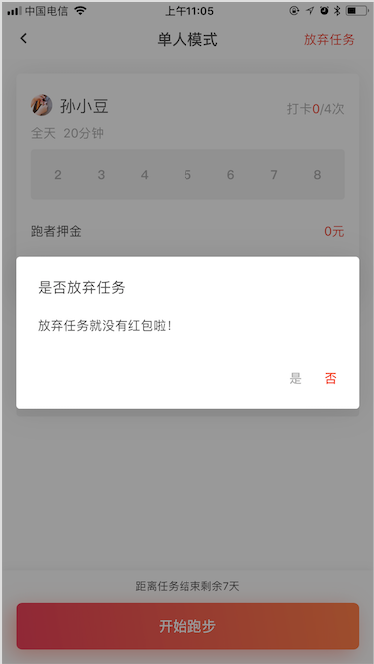 中国电信 上午11:05
单人模式 放弃任务
孙小豆 打卡0/4次
全天 20分钟
2 3 4 5 6 7 8
跑者押金 0元
是否放弃任务
放弃任务就没有红包啦!
是 否
距离任务结束剩余7天
开始跑步